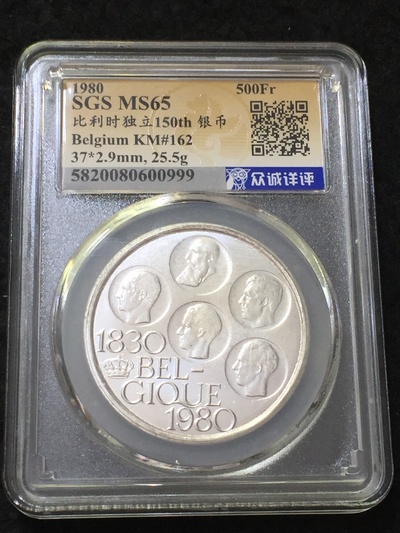 1980 500Fr
SGS MS65
比利时独立150th 银币
Belgium KM#162
37*2.9mm, 25.5g
5820080600999 众诚详评
1830
BEL-
GIQUE
1980